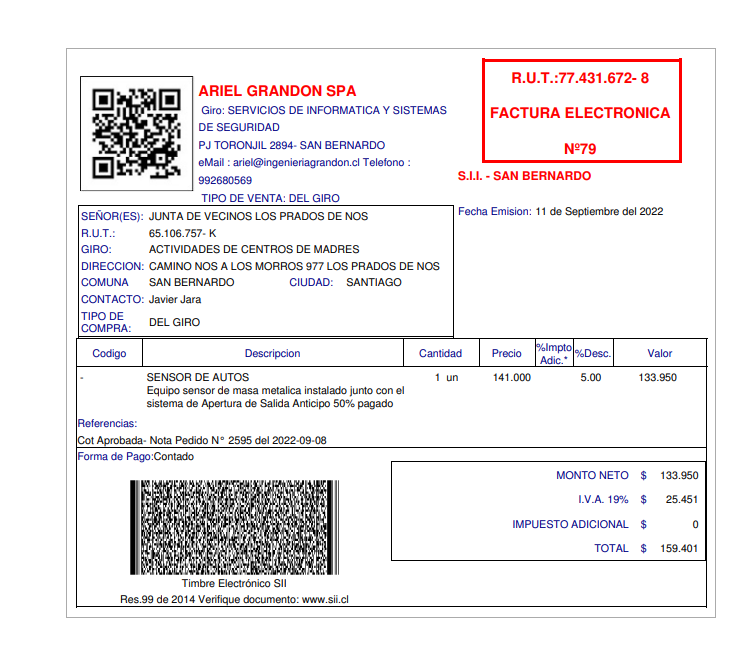 ARIEL GRANDON SPA
Giro: SERVICIOS DE INFORMATICA Y SISTEMAS
DE SEGURIDAD
PJ TORONJIL 2894- SAN BERNARDO
eMail : ariel@ingenieriagrandon.cl Telefono :
992680569
TIPO DE VENTA: DEL GIRO
R.U.T.:77.431.672- 8
FACTURA ELECTRONICA
Nº79
S.I.I. - SAN BERNARDO
Fecha Emision: 11 de Septiembre del 2022
SEÑOR(ES): JUNTA DE VECINOS LOS PRADOS DE NOS
R.U.T.: 65.106.757- K
GIRO: ACTIVIDADES DE CENTROS DE MADRES
DIRECCION: CAMINO NOS A LOS MORROS 977 LOS PRADOS DE NOS
COMUNA SAN BERNARDO CIUDAD: SANTIAGO
CONTACTO: Javier Jara
TIPO DE
COMPRA: DEL GIRO
Codigo Descripcion Cantidad Precio %Impto Adic.* %Desc. Valor
- SENSOR DE AUTOS 1 un 141.000 5.00 133.950
Equipo sensor de masa metalica instalado junto con el
sistema de Apertura de Salida Anticipo 50% pagado
Referencias:
Cot Aprobada- Nota Pedido N° 2595 del 2022-09-08
Forma de Pago:Contado
MONTO NETO $ 133.950
I.V.A. 19% $ 25.451
IMPUESTO ADICIONAL $ 0
TOTAL $ 159.401
Timbre Electrónico SII
Res.99 de 2014 Verifique documento: www.sii.cl